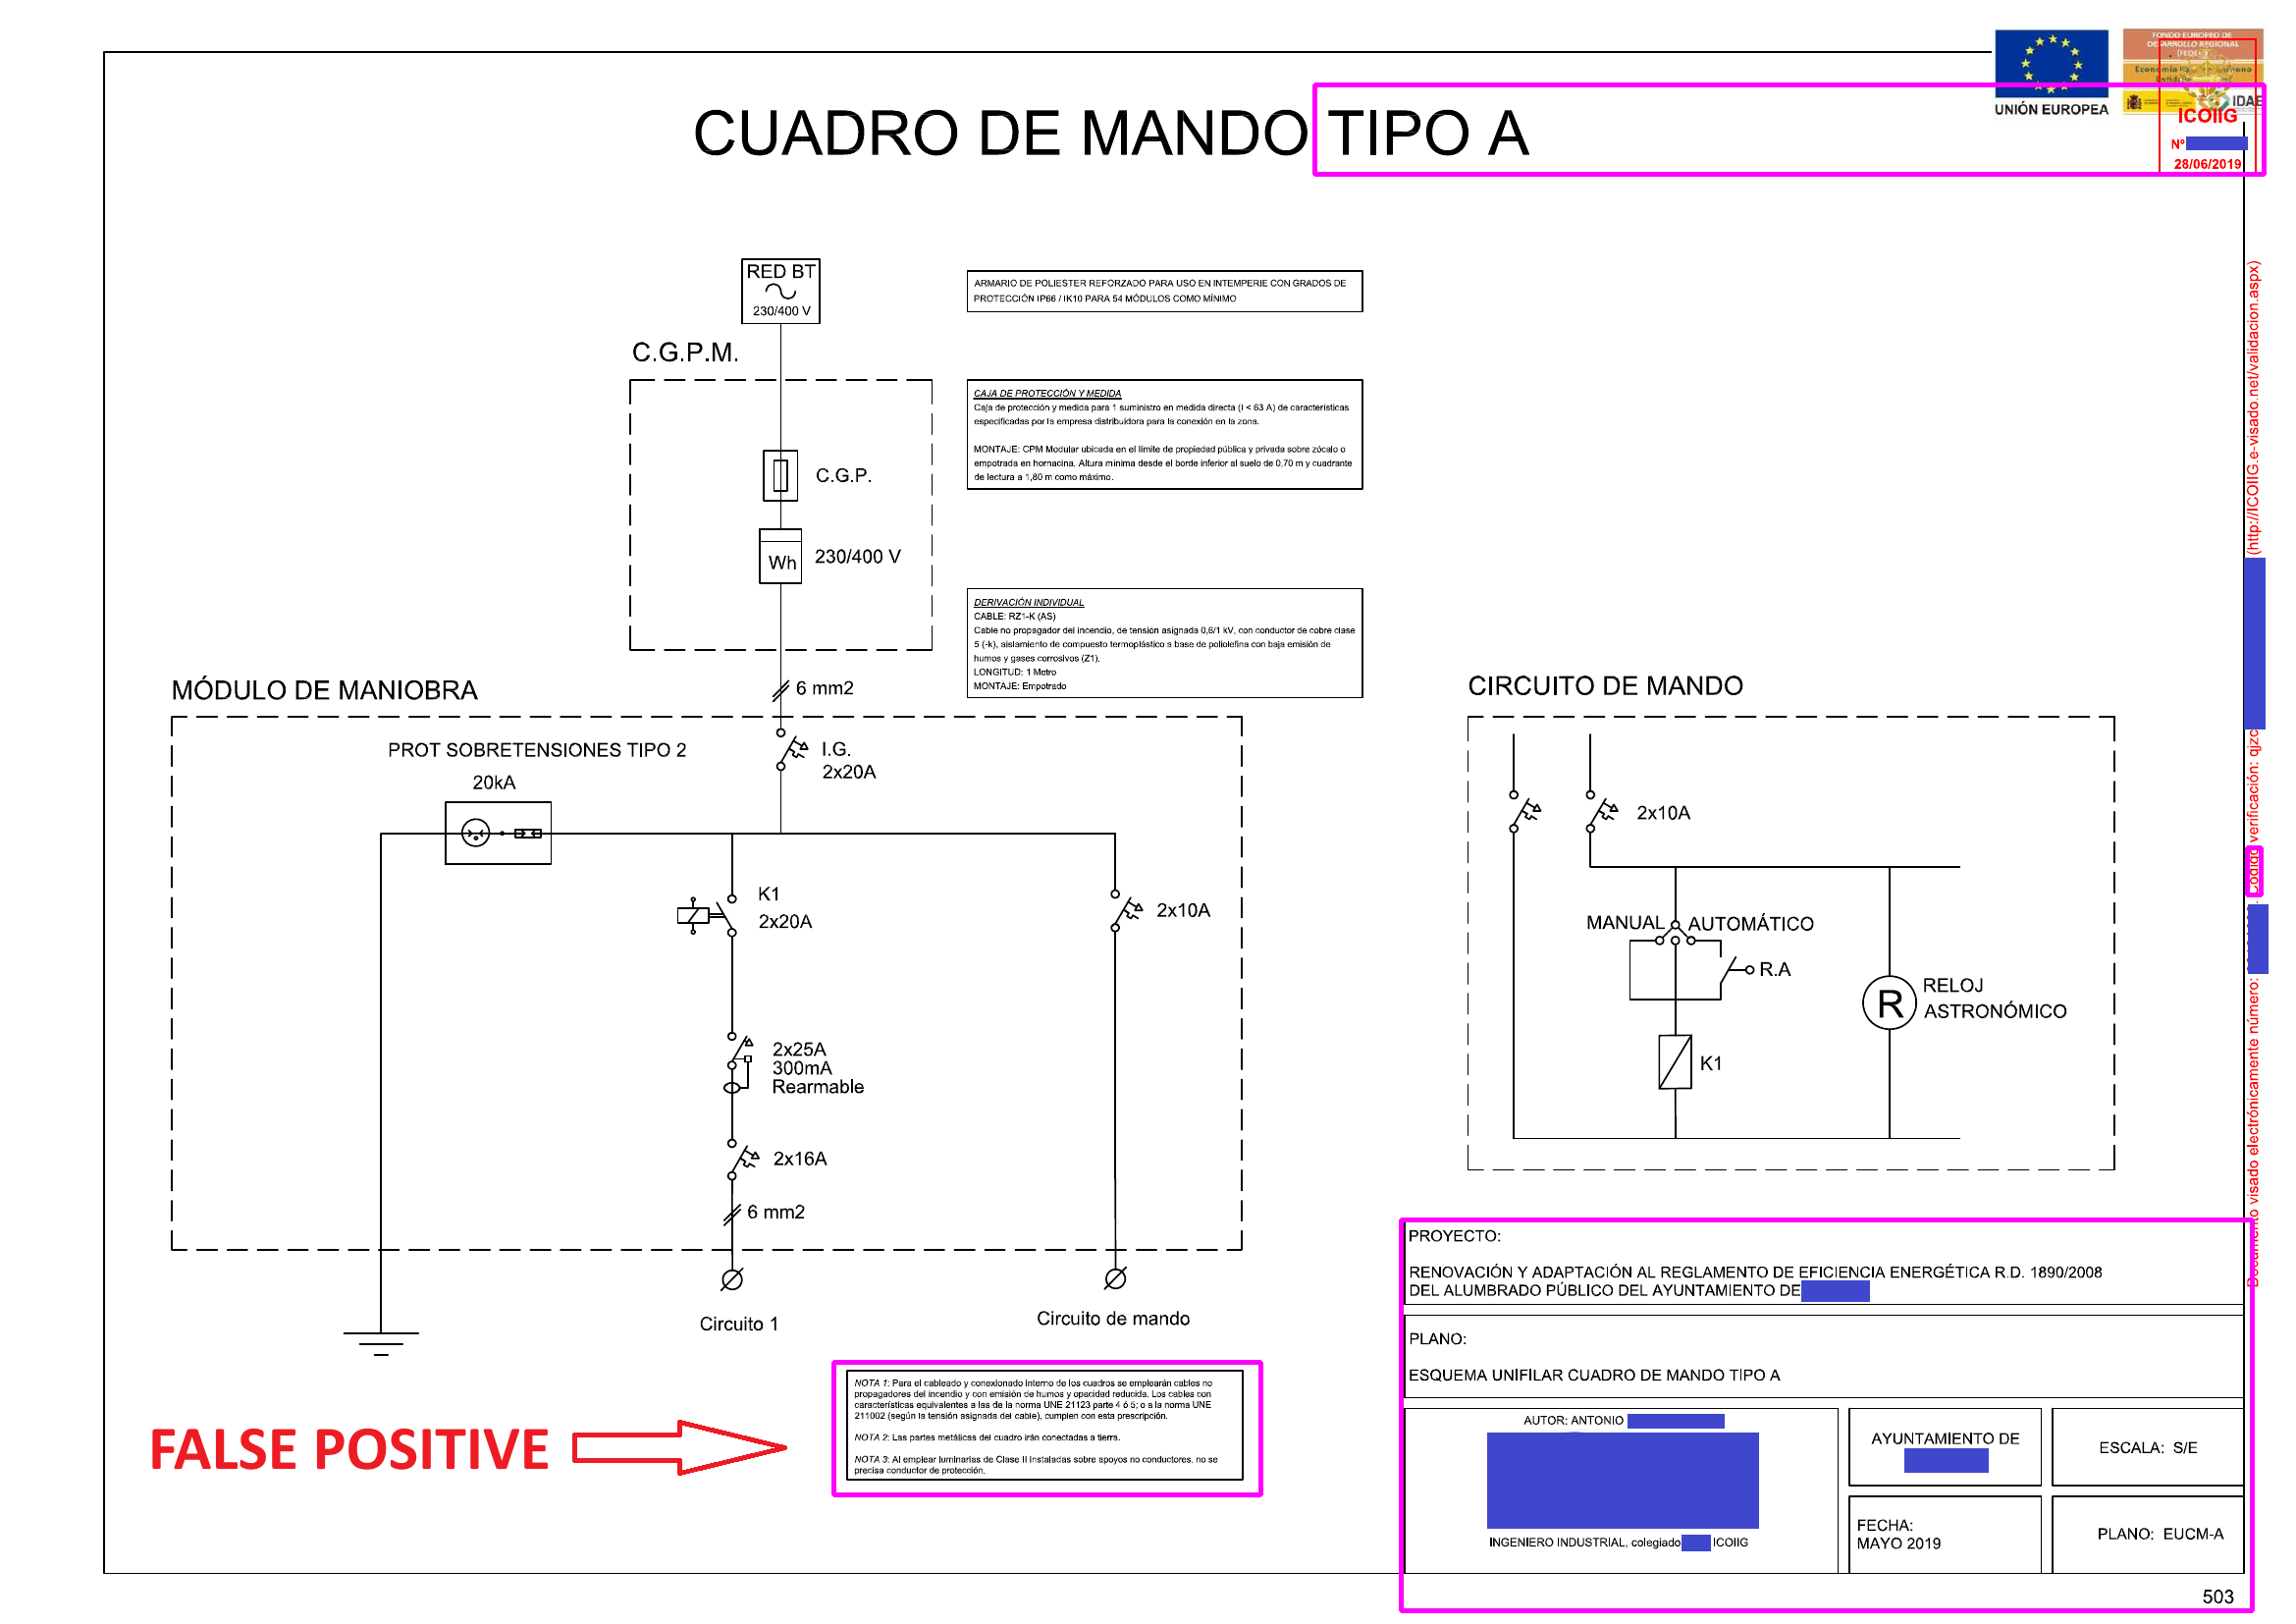 FONDO EUROPEO DE
DESARROLLO REGIONAL
(FEDER)
UNIÓN EUROPEA
IDAE
CUADRO DE MANDO TIPO A
ICOIIG
Nº
28/06/2019
RED BT
230/400 V
ARMARIO DE POLIESTER REFORZADO PARA USO EN INTEMPERIE CON GRADOS DE
PROTECCIÓN IP66 / IK10 PARA 54 MÓDULOS COMO MÍNIMO
C.G.P.M.
CAJA DE PROTECCIÓN Y MEDIDA
Caja de protección y medida para 1 suministro en medida directa (I < 63 A) de características
especificadas por la empresa distribuidora para la conexión en la zona.
MONTAJE: CPM Modular ubicada en el límite de propiedad pública y privada sobre zócalo o
empotrada en hornacina. Altura minima desde el borde inferior al suelo de 0,70 m y cuadrante
de lectura a 1,80 m como máximo.
C.G.P.
Wh
230/400 V
DERIVACIÓN INDIVIDUAL
CABLE: RZ1-K (AS)
Cable no propagador del incendio, de tensión asignada 0,6/1 kV, con conductor de cobre clase
5 (-k), aislamiento de compuesto termoplástico a base de poliolefina con baja emisión de
humos y gases corrosivos (Z1).
LONGITUD: 1 Metro
MONTAJE: Empotrado
6 mm2
MÓDULO DE MANIOBRA
PROT SOBRETENSIONES TIPO 2
20kA
I.G.
2x20A
K1
2x20A
2x10A
2x25A
300mA
Rearmable
2x16A
6 mm2
Circuito 1
Circuito de mando
CIRCUITO DE MANDO
2x10A
MANUAL
AUTOMÁTICO
R.A
R
RELOJ
ASTRONÓMICO
K1
Documento visado electrónicamente número:
Código verificación: qjzc
(http://ICOIIG.e-visado.net/validacion.aspx)
FALSE POSITIVE
NOTA 1: Para el cableado y conexionado interno de los cuadros se emplearán cables no
propagadores del incendio y con emisión de humos y opacidad reducida. Los cables con
características equivalentes a las de la norma UNE 21123 parte 4 ó 5; o a la norma UNE
211002 (según la tensión asignada del cable), cumplen con esta prescripción.
NOTA 2: Las partes metálicas del cuadro irán conectadas a tierra.
NOTA 3: Al emplear luminarias de Clase II instaladas sobre apoyos no conductores, no se
precisa conductor de protección.
PROYECTO:
RENOVACIÓN Y ADAPTACIÓN AL REGLAMENTO DE EFICIENCIA ENERGÉTICA R.D. 1890/2008
DEL ALUMBRADO PÚBLICO DEL AYUNTAMIENTO DE
PLANO:
ESQUEMA UNIFILAR CUADRO DE MANDO TIPO A
AUTOR: ANTONIO
INGENIERO INDUSTRIAL, colegiado ICOIIG
AYUNTAMIENTO DE
ESCALA: S/E
FECHA:
MAYO 2019
PLANO: EUCM-A
503